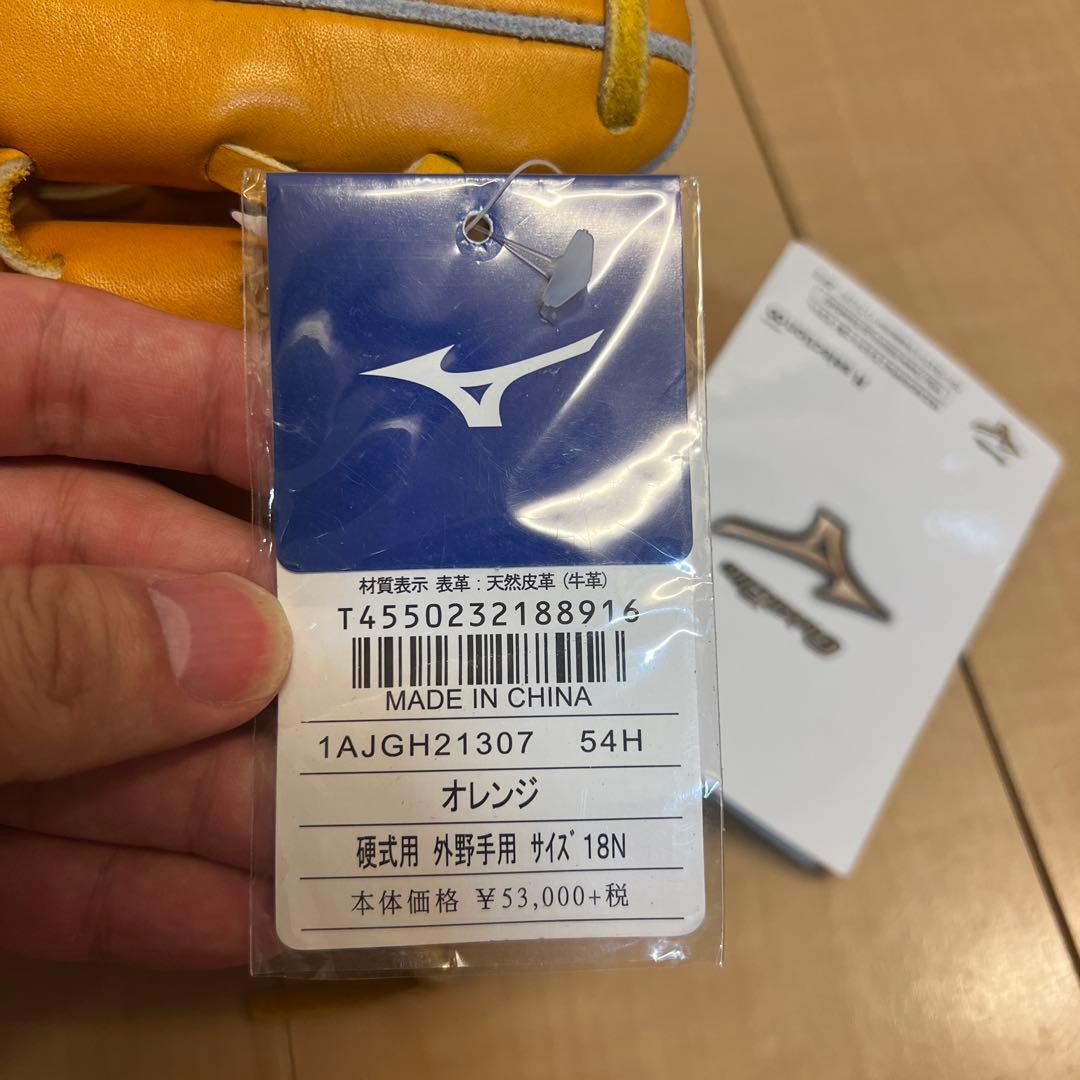 材質表示 表革：天然皮革（牛革）
T4550232188916
MADE IN CHINA
1AJGH21307 54H
オレンジ
硬式用 外野手用 サイズ 18N
本体価格 ￥53,000+税